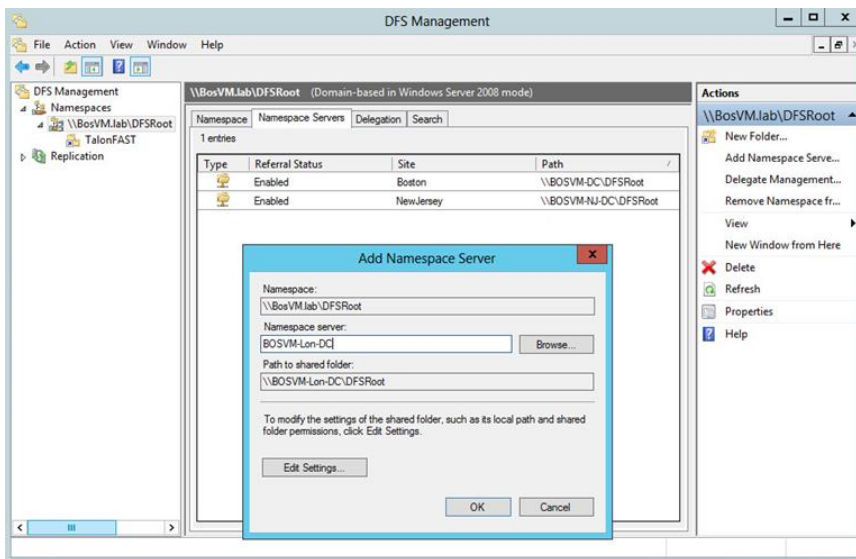 DFS Management
File Action View Window Help
DFS Management
Namespaces
\\BosVM.lab\DFSRoot
TalonFAST
Replication
\\BosVM.lab\DFSRoot (Domain-based in Windows Server 2008 mode)
Namespace Namespace Servers Delegation Search
1 entries
Type Referral Status Site Path
Enabled Boston \\BOSVM-DC\DFSRoot
Enabled NewJersey \\BOSVM-NJ-DC\DFSRoot
Add Namespace Server
Namespace:
\\BosVM.lab\DFSRoot
Namespace server:
BOSVM-Lon-DC
Browse...
Path to shared folder:
\\BOSVM-Lon-DC\DFSRoot
To modify the settings of the shared folder, such as its local path and shared
folder permissions, click Edit Settings.
Edit Settings...
OK Cancel
Actions
\\BosVM.lab\DFSRoot
New Folder...
Add Namespace Serve...
Delegate Management...
Remove Namespace fr...
View
New Window from Here
Delete
Refresh
Properties
Help